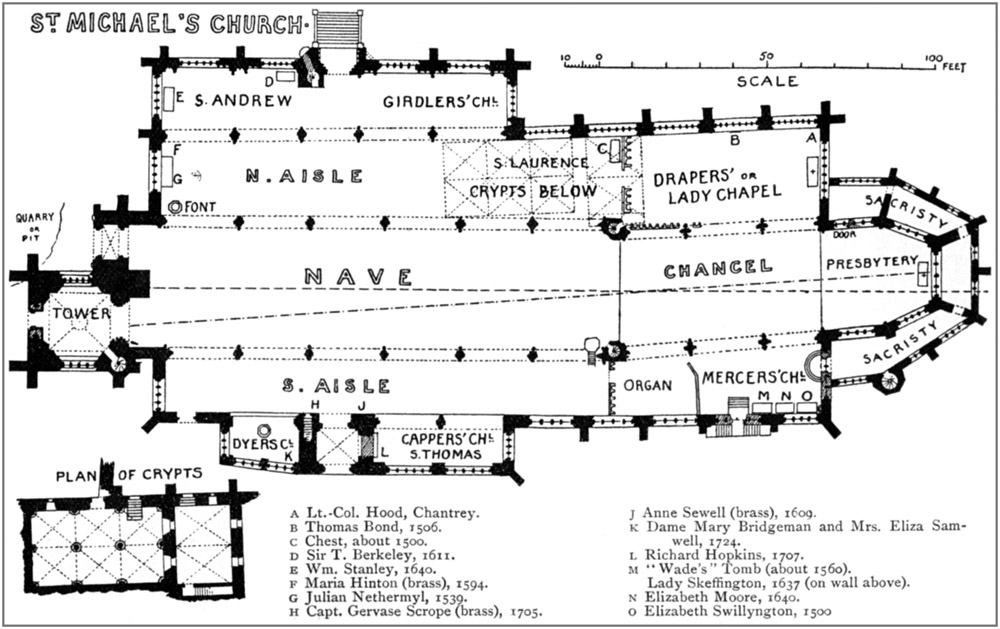 ST. MICHAEL'S CHURCH.
10 0 50 100 FEET
SCALE
D
E S. ANDREW GIRDLERS' CHL.
F
G N. AISLE
C S. LAURENCE
CRYPTS BELOW
B A
DRAPERS' OR
LADY CHAPEL
FONT
QUARRY
OR
PIT
SACRISTY
DOOR
NAVE CHANCEL PRESBYTERY
TOWER
SACRISTY
S. AISLE
ORGAN MERCERS' CHL.
M N O
H J
DYERS CL.
K
L CAPPERS' CHL.
S. THOMAS
PLAN OF CRYPTS
A Lt.-Col. Hood, Chantrey.
B Thomas Bond, 1506.
C Chest, about 1500.
D Sir T. Berkeley, 1611.
E Wm. Stanley, 1640.
F Maria Hinton (brass), 1594.
G Julian Nethermyl, 1539.
H Capt. Gervase Scrope (brass), 1705.
J Anne Sewell (brass), 1609.
K Dame Mary Bridgeman and Mrs. Eliza Sam-
well, 1724.
L Richard Hopkins, 1707.
M "Wade's" Tomb (about 1560).
Lady Skeffington, 1637 (on wall above).
N Elizabeth Moore, 1640.
O Elizabeth Swillyngton, 1500